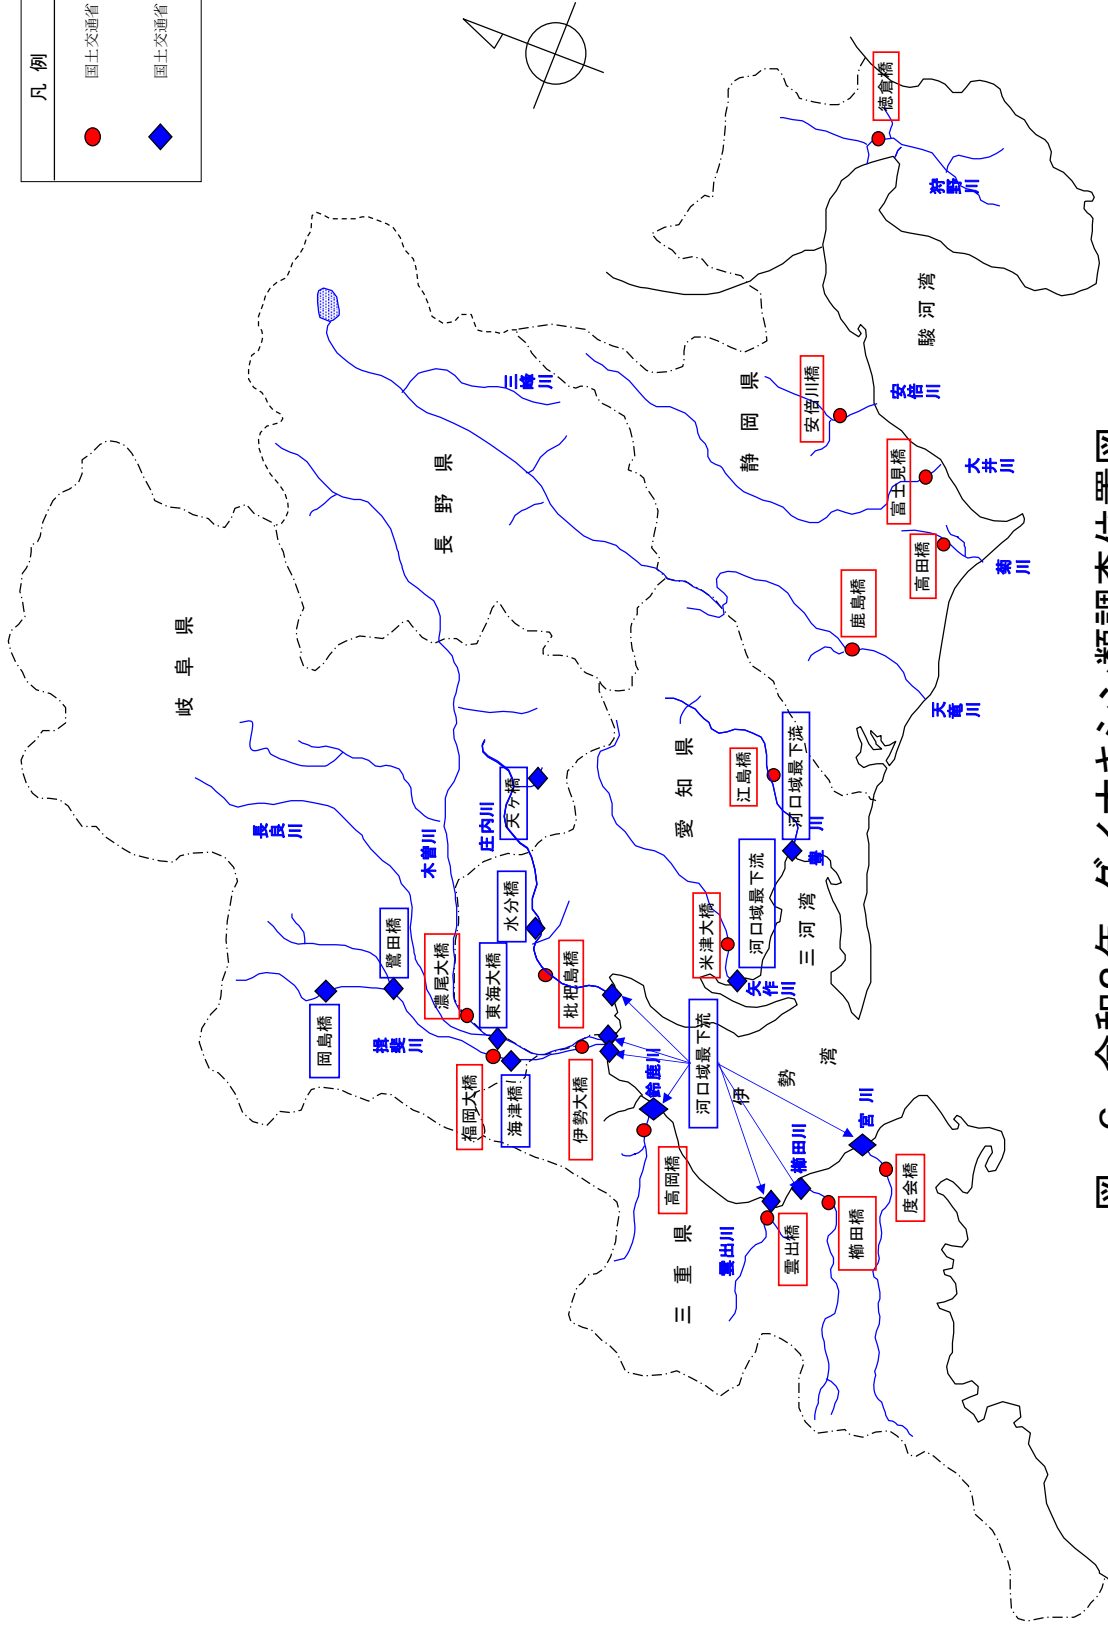 凡 例
国土交通省
国土交通省
徳倉橋
狩野川
駿河湾
静岡県
安倍川橋
安倍川
富士見橋
大井川
高田橋
菊川
鹿島橋
天竜川
三峰川
長野県
岐阜県
愛知県
江島橋
河口域最下流
豊川
三河湾
河口域最下流
米津大橋
矢作川
長良川
木曽川
庄内川
天ヶ橋
水分橋
枇杷島橋
鷺田橋
濃尾大橋
東海大橋
岡島橋
揖斐川
福岡大橋
海津橋
伊勢大橋
河口域最下流
伊勢湾
鈴鹿川
高岡橋
三重県
雲出川
雲出橋
櫛田川
櫛田橋
宮川
度会橋